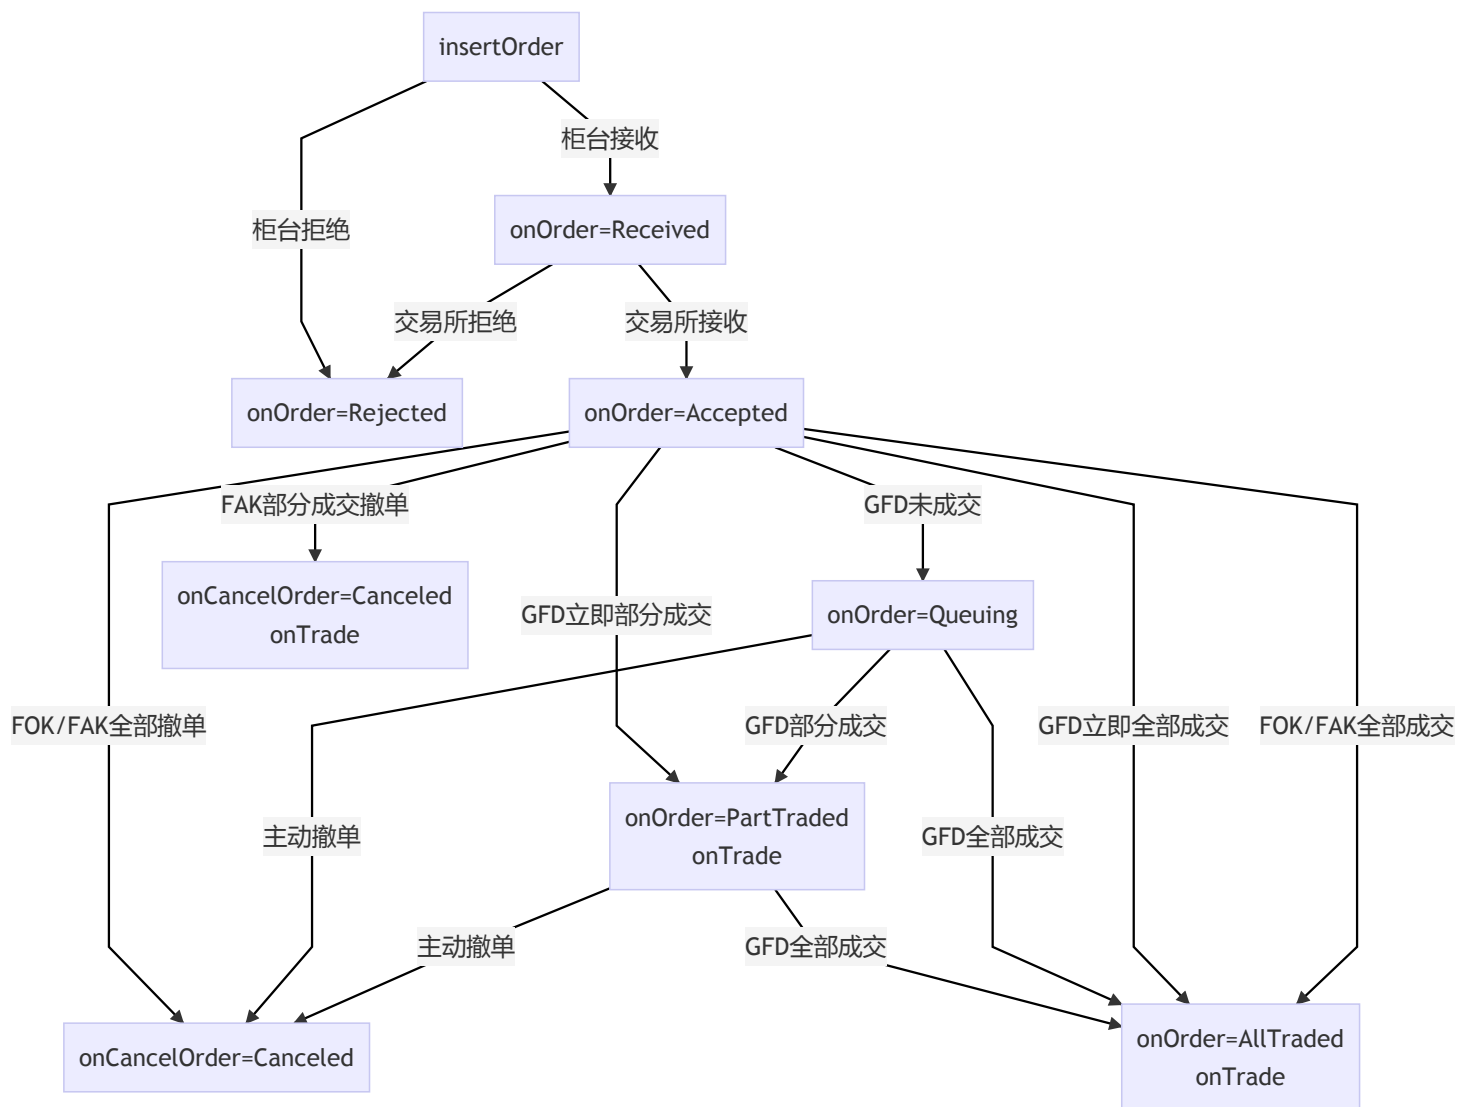 insertOrder
柜台接收
柜台拒绝
onOrder=Received
交易所拒绝
交易所接收
onOrder=Rejected
onOrder=Accepted
FAK部分成交撤单
GFD未成交
onCancelOrder=Canceled
onTrade
GFD立即部分成交
onOrder=Queuing
FOK/FAK全部撤单
GFD部分成交
GFD立即全部成交
FOK/FAK全部成交
主动撤单
onOrder=PartTraded
onTrade
GFD全部成交
主动撤单
GFD全部成交
onCancelOrder=Canceled
onOrder=AllTraded
onTrade